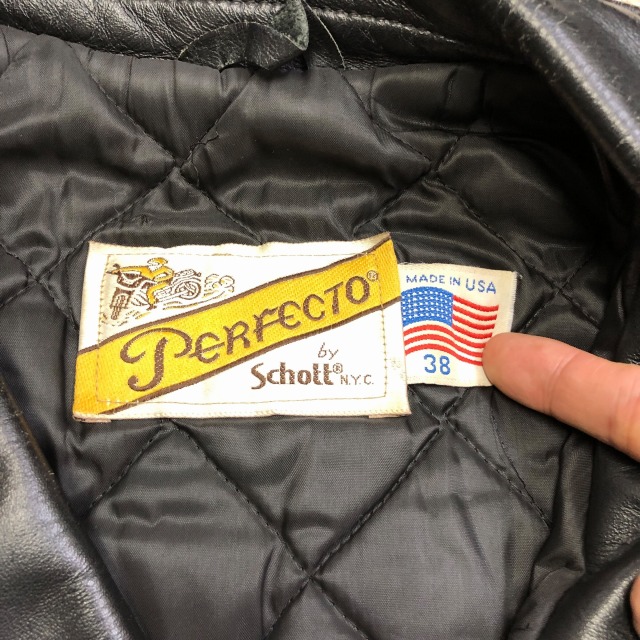 PERFECTO®
by
Schott® N.Y.C.
MADE IN USA
38